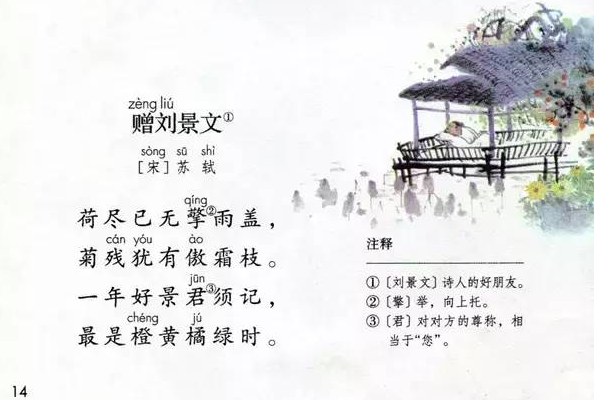 zèng liú
赠刘景文①
sòng sū shì
［宋］苏 轼
qíng
荷尽已无擎②雨盖，
cán yóu ào
菊残犹有傲霜枝。
jūn
一年好景君③须记，
chéng jú
最是橙黄橘绿时。
注释
①〔刘景文〕诗人的好朋友。
②〔擎〕举，向上托。
③〔君〕对对方的尊称，相
当于“您”。
14